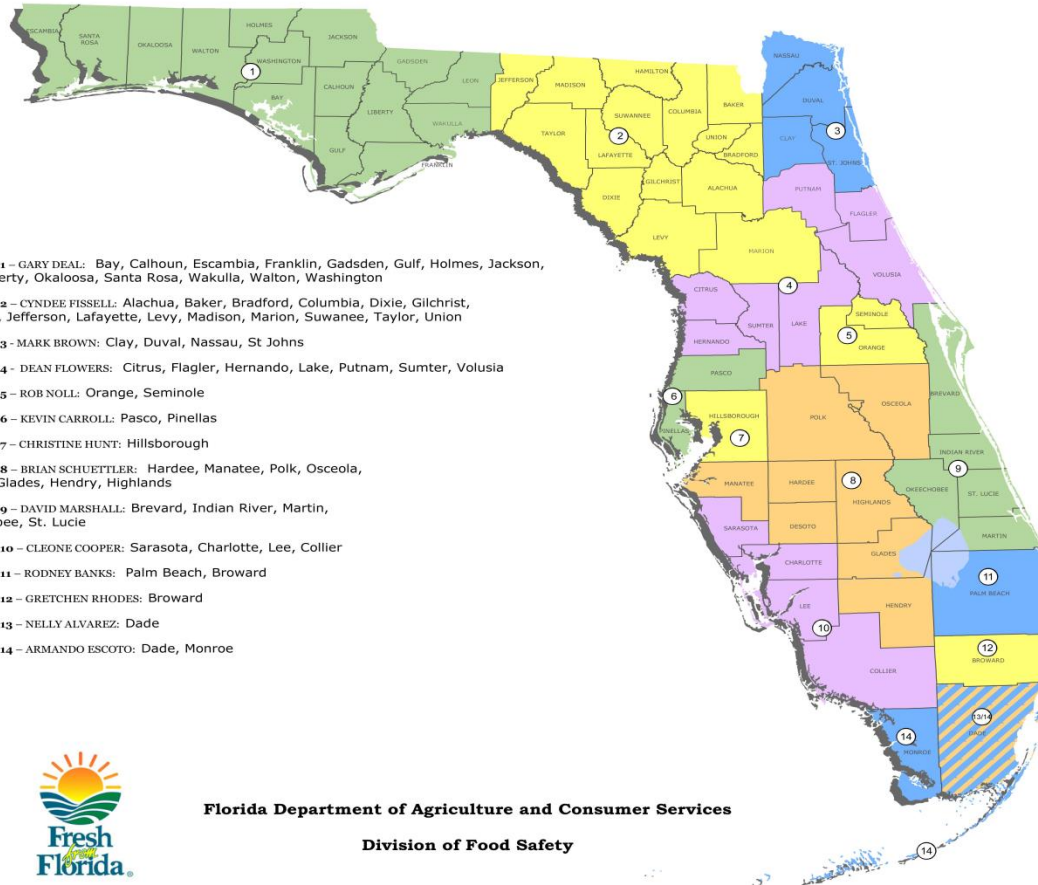 ESCAMBIA
SANTA
ROSA
OKALOOSA
WALTON
HOLMES
WASHINGTON
JACKSON
BAY
CALHOUN
GULF
LIBERTY
GADSDEN
LEON
WAKULLA
FRANKLIN
1
JEFFERSON
MADISON
HAMILTON
TAYLOR
SUWANNEE
LAFAYETTE
COLUMBIA
BAKER
UNION
BRADFORD
DIXIE
GILCHRIST
ALACHUA
LEVY
MARION
2
NASSAU
DUVAL
CLAY
ST. JOHNS
3
PUTNAM
FLAGLER
VOLUSIA
CITRUS
SUMTER
LAKE
HERNANDO
4
SEMINOLE
ORANGE
5
PASCO
PINELLAS
6
HILLSBOROUGH
7
POLK
OSCEOLA
MANATEE
HARDEE
HIGHLANDS
DESOTO
GLADES
HENDRY
8
BREVARD
INDIAN RIVER
OKEECHOBEE
ST. LUCIE
MARTIN
9
SARASOTA
CHARLOTTE
LEE
COLLIER
10
11
PALM BEACH
12
BROWARD
13/14
DADE
14
MONROE
14
1 – GARY DEAL: Bay, Calhoun, Escambia, Franklin, Gadsden, Gulf, Holmes, Jackson,
erty, Okaloosa, Santa Rosa, Wakulla, Walton, Washington
2 – CYNDEE FISSELL: Alachua, Baker, Bradford, Columbia, Dixie, Gilchrist,
, Jefferson, Lafayette, Levy, Madison, Marion, Suwanee, Taylor, Union
3 - MARK BROWN: Clay, Duval, Nassau, St Johns
4 - DEAN FLOWERS: Citrus, Flagler, Hernando, Lake, Putnam, Sumter, Volusia
5 – ROB NOLL: Orange, Seminole
6 – KEVIN CARROLL: Pasco, Pinellas
7 – CHRISTINE HUNT: Hillsborough
8 – BRIAN SCHUETTLER: Hardee, Manatee, Polk, Osceola,
Glades, Hendry, Highlands
9 – DAVID MARSHALL: Brevard, Indian River, Martin,
bee, St. Lucie
10 – CLEONE COOPER: Sarasota, Charlotte, Lee, Collier
11 – RODNEY BANKS: Palm Beach, Broward
12 – GRETCHEN RHODES: Broward
13 – NELLY ALVAREZ: Dade
14 – ARMANDO ESCOTO: Dade, Monroe
Fresh
from
Florida®
Florida Department of Agriculture and Consumer Services
Division of Food Safety